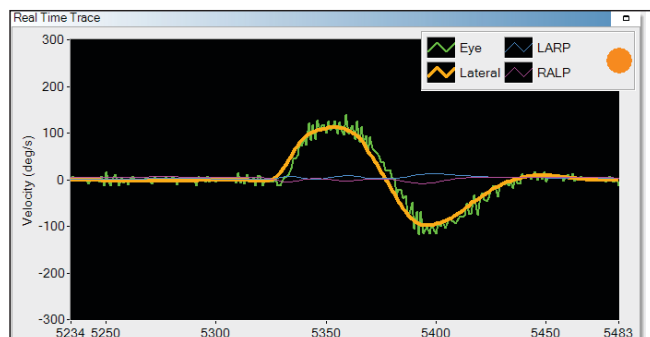 Real Time Trace
Eye LARP
Lateral RALP
300
200
100
0
-100
-200
-300
Velocity (deg/s)
5234 5250 5300 5350 5400 5450 5483